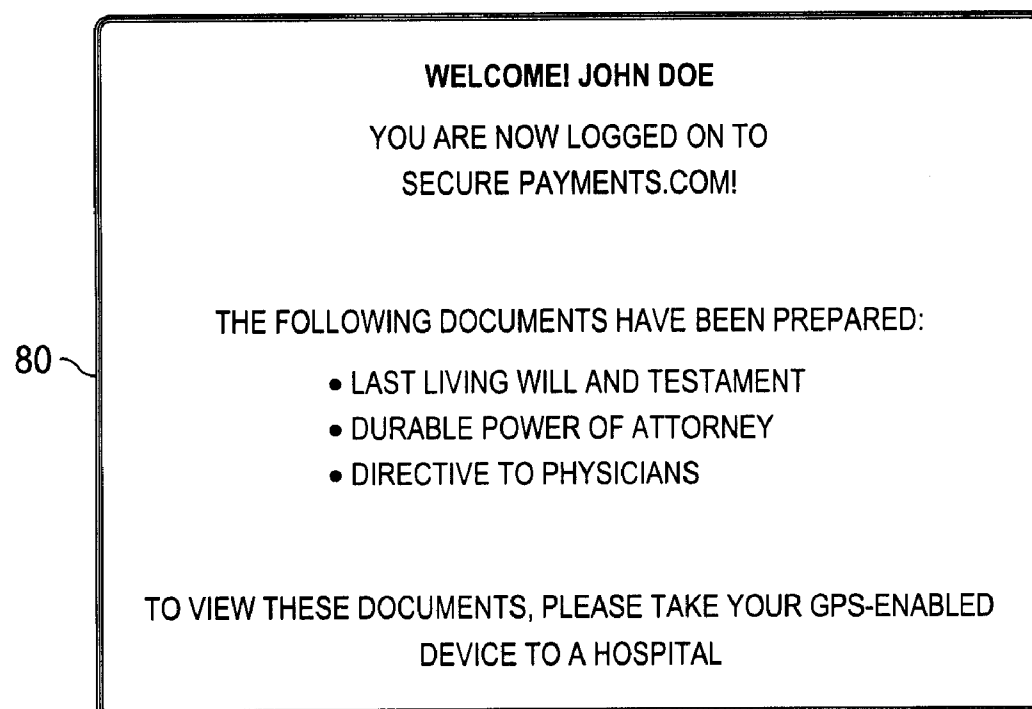 WELCOME! JOHN DOE
YOU ARE NOW LOGGED ON TO
SECURE PAYMENTS.COM!
THE FOLLOWING DOCUMENTS HAVE BEEN PREPARED:
80
• LAST LIVING WILL AND TESTAMENT
• DURABLE POWER OF ATTORNEY
• DIRECTIVE TO PHYSICIANS
TO VIEW THESE DOCUMENTS, PLEASE TAKE YOUR GPS-ENABLED
DEVICE TO A HOSPITAL